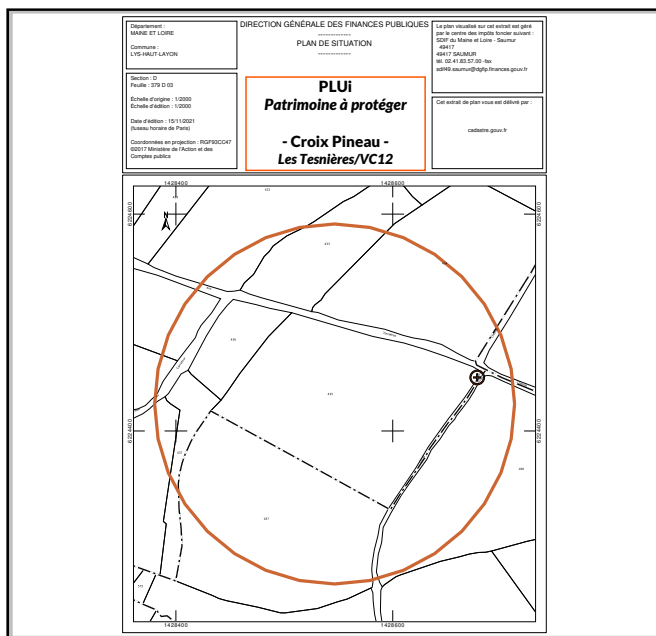 Département :
MAINE ET LOIRE
Commune :
LYS-HAUT-LAYON
Section : D
Feuille : 379 D 03
Échelle d'origine : 1/2000
Échelle d'édition : 1/2000
Date d'édition : 15/11/2021
(fuseau horaire de Paris)
Coordonnées en projection : RGF93CC47
©2017 Ministère de l'Action et des
Comptes publics
DIRECTION GÉNÉRALE DES FINANCES PUBLIQUES
-------------
PLAN DE SITUATION
-------------
PLUi
Patrimoine à protéger
- Croix Pineau -
Les Tesnières/VC12
Le plan visualisé sur cet extrait est géré
par le centre des impôts foncier suivant :
SDIF du Maine et Loire - Saumur
49417
49417 SAUMUR
tél. 02.41.83.57.00 -fax
sdif49.saumur@dgfip.finances.gouv.fr
Cet extrait de plan vous est délivré par :
cadastre.gouv.fr
1428400
1428600
6224600
6224600
N
6224400
6224400
1428400
1428600